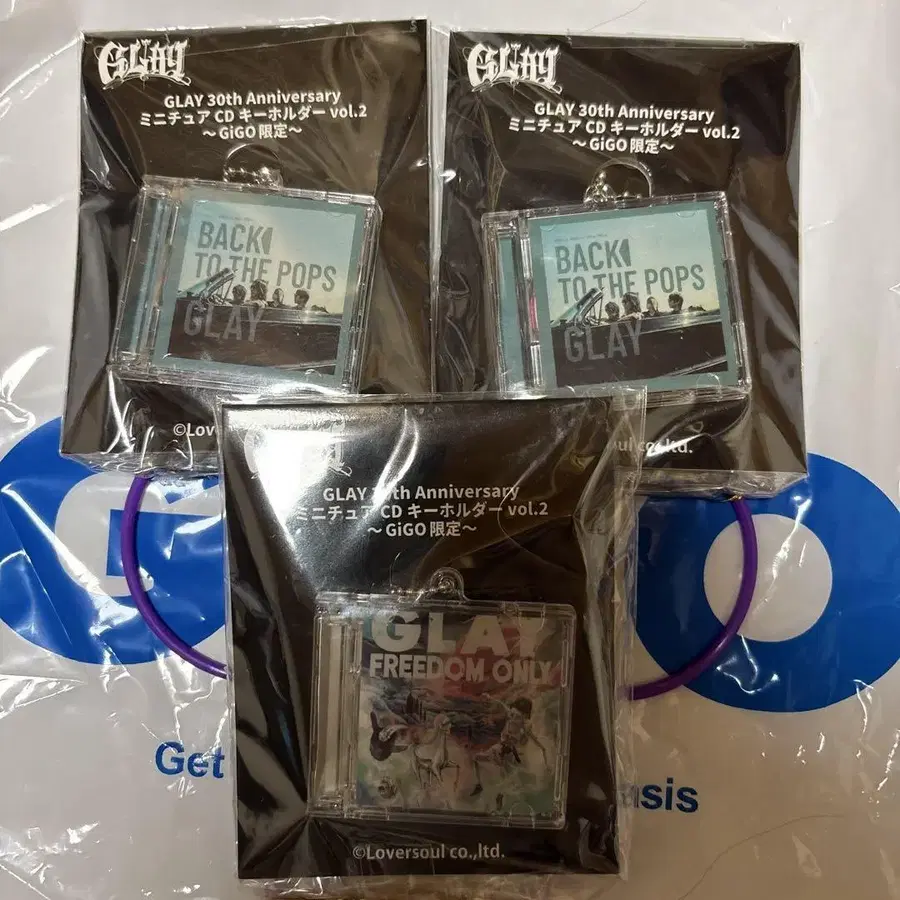 GLAY
GLAY 30th Anniversary
ミニチュア CD キーホルダー vol.2
～GiGO 限定～
BACK
TO THE POPS
GLAY
©Lov
GLAY
GLAY 30th Anniversary
ミニチュア CD キーホルダー vol.2
～GiGO 限定～
BACK
TO THE POPS
GLAY
co.,ltd.
GLAY 30th Anniversary
ミニチュア CD キーホルダー vol.2
～GiGO 限定～
GLAY
FREEDOM ONLY
©Loversoul co.,ltd.
Get
asis